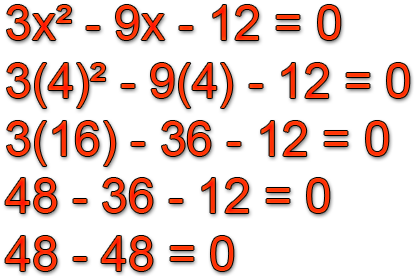 3x² - 9x - 12 = 0
3(4)² - 9(4) - 12 = 0
3(16) - 36 - 12 = 0
48 - 36 - 12 = 0
48 - 48 = 0